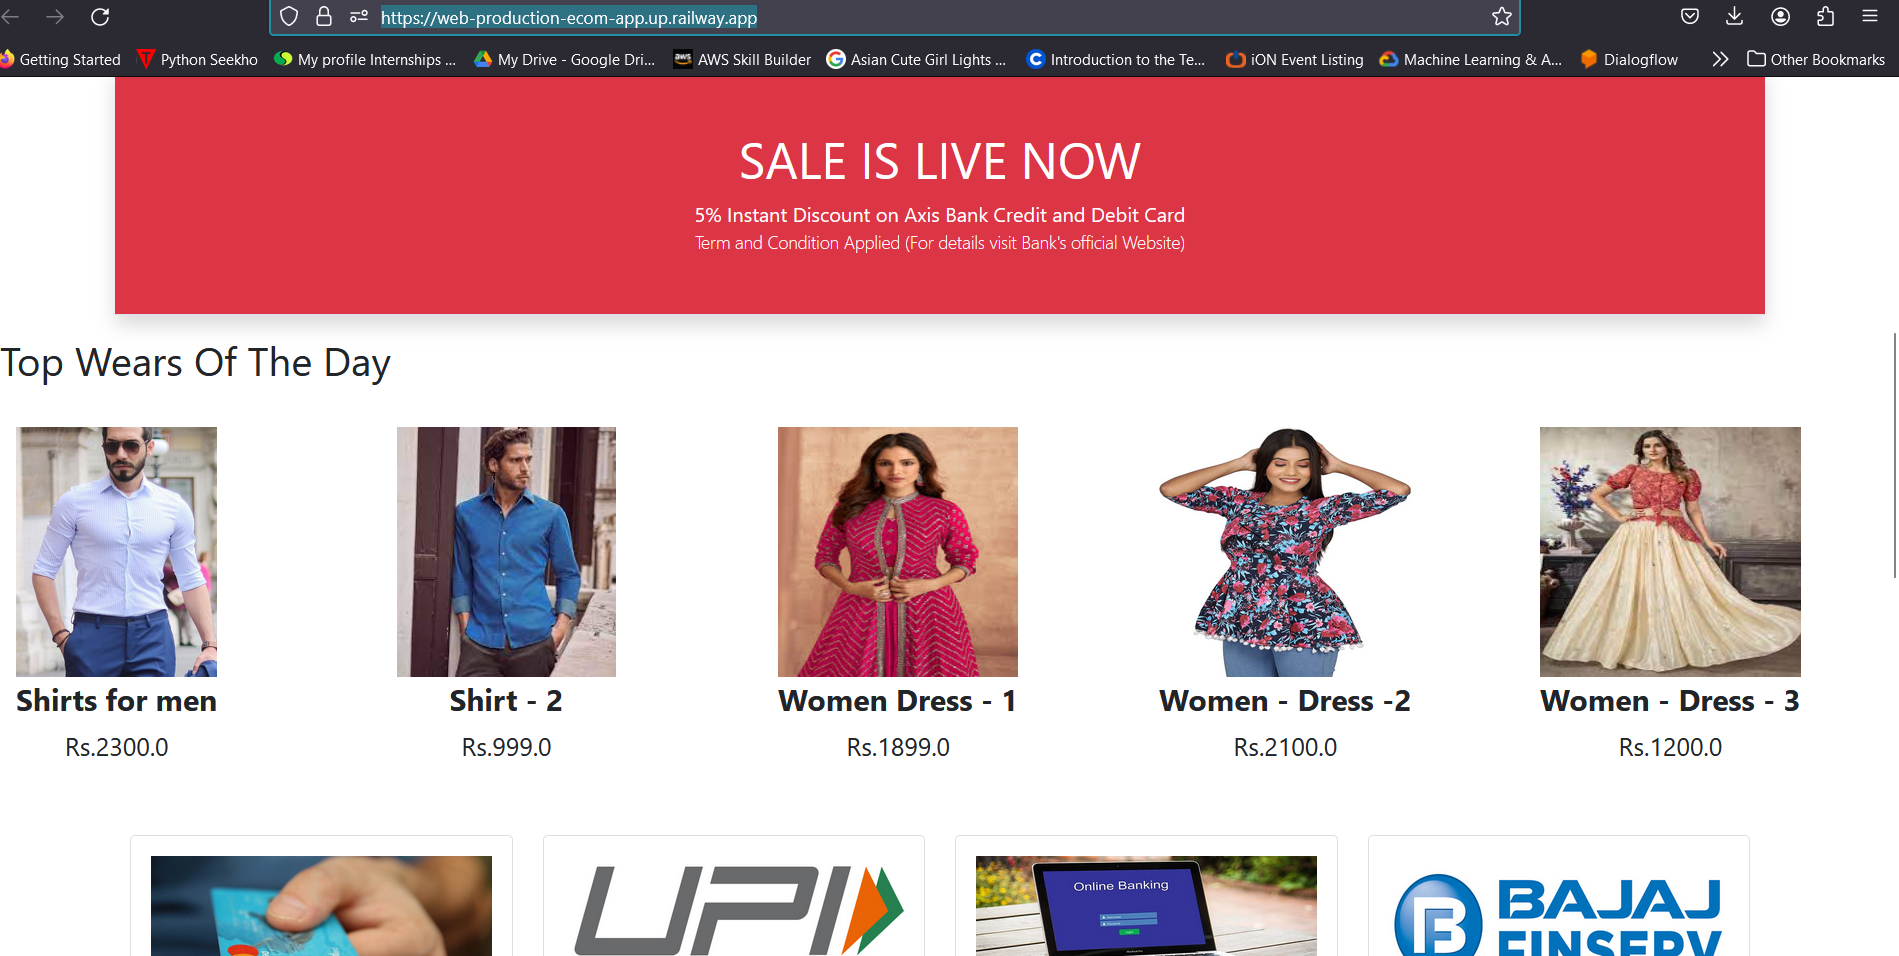 https://web-production-ecom-app.up.railway.app
Getting Started Python Seekho My profile Internships ... My Drive - Google Dri... AWS Skill Builder Asian Cute Girl Lights ... Introduction to the Te... iON Event Listing Machine Learning & A... Dialogflow Other Bookmarks
SALE IS LIVE NOW
5% Instant Discount on Axis Bank Credit and Debit Card
Term and Condition Applied (For details visit Bank's official Website)
Top Wears Of The Day
Shirts for men Shirt - 2 Women Dress - 1 Women - Dress -2 Women - Dress - 3
Rs.2300.0 Rs.999.0 Rs.1899.0 Rs.2100.0 Rs.1200.0
UPI
Online Banking
BAJAJ
FINSERV